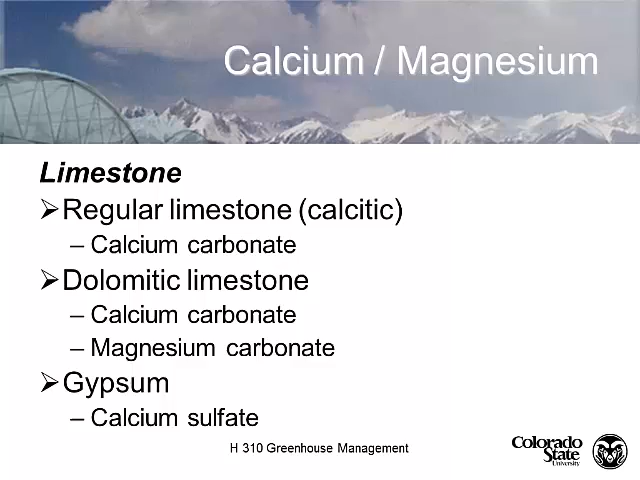 Calcium / Magnesium
Limestone
➢Regular limestone (calcitic)
– Calcium carbonate
➢Dolomitic limestone
– Calcium carbonate
– Magnesium carbonate
➢Gypsum
– Calcium sulfate
H 310 Greenhouse Management
Colorado
State
University